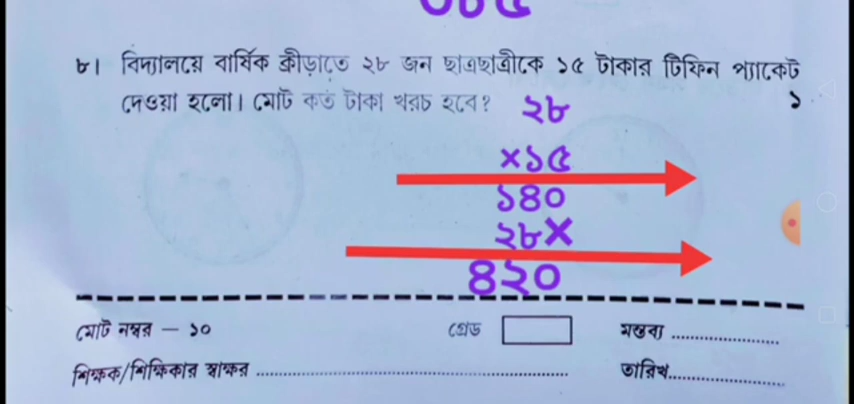 ৮। বিদ্যালয়ে বার্ষিক ক্রীড়াতে ২৮ জন ছাত্রছাত্রীকে ১৫ টাকার টিফিন প্যাকেট
দেওয়া হলো। মোট কত টাকা খরচ হবে? ১
২৮
×১৫
১৪০
২৮×
৪২০
মোট নম্বর — ১০ গ্রেড মন্তব্য
শিক্ষক/শিক্ষিকার স্বাক্ষর তারিখ